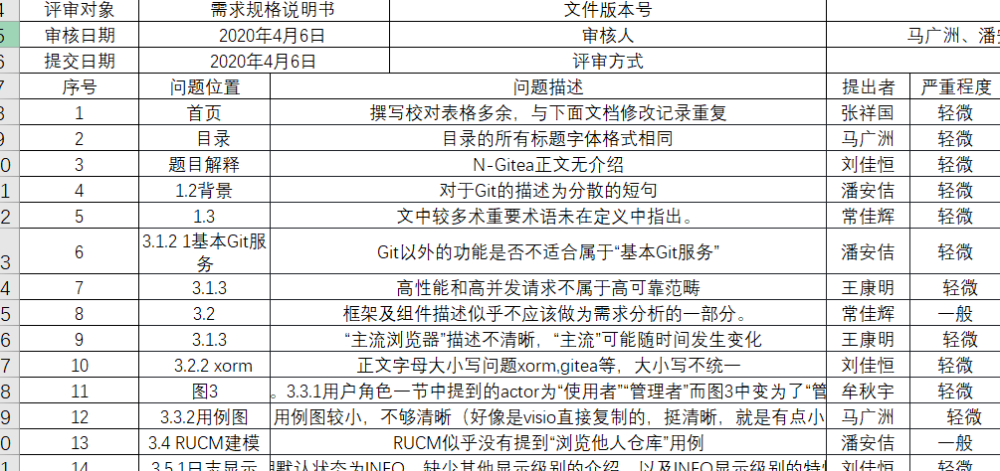 4 评审对象 需求规格说明书 文件版本号
5 审核日期 2020年4月6日 审核人 马广洲、潘安
6 提交日期 2020年4月6日 评审方式
7 序号 问题位置 问题描述 提出者 严重程度
8 1 首页 撰写校对表格多余，与下面文档修改记录重复 张祥国 轻微
9 2 目录 目录的所有标题字体格式相同 马广洲 轻微
0 3 题目解释 N-Gitea正文无介绍 刘佳恒 轻微
1 4 1.2背景 对于Git的描述为分散的短句 潘安佶 轻微
2 5 1.3 文中较多术重要术语未在定义中指出。 常佳辉 轻微
3 6 3.1.2 1基本Git服
务 Git以外的功能是否不适合属于“基本Git服务” 潘安佶 轻微
4 7 3.1.3 高性能和高并发请求不属于高可靠范畴 王康明 轻微
5 8 3.2 框架及组件描述似乎不应该做为需求分析的一部分。 常佳辉 一般
6 9 3.1.3 “主流浏览器”描述不清晰，“主流”可能随时间发生变化 王康明 轻微
7 10 3.2.2 xorm 正文字母大小写问题xorm,gitea等，大小写不统一 刘佳恒 轻微
8 11 图3 。3.3.1用户角色一节中提到的actor为“使用者”“管理者”而图3中变为了“管 牟秋宇 轻微
9 12 3.3.2用例图 用例图较小，不够清晰（好像是visio直接复制的，挺清晰，就是有点小 马广洲 轻微
0 13 3.4 RUCM建模 RUCM似乎没有提到“浏览他人仓库”用例 潘安佶 一般
1 14 3.5.1日志显示 默认状态为INFO，缺少其他显示级别的介绍，以及INFO显示级别的特 刘佳恒 轻微